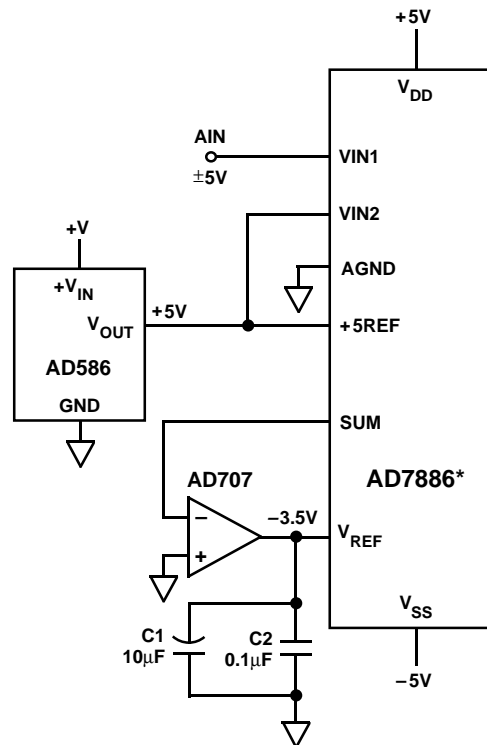 +5V
VDD
AIN
±5V
VIN1
VIN2
+V
AGND
+VIN
+5V
VOUT
+5REF
AD586
GND
SUM
AD707
AD7886*
−
−3.5V
VREF
+
C1
10µF
C2
0.1µF
VSS
−5V